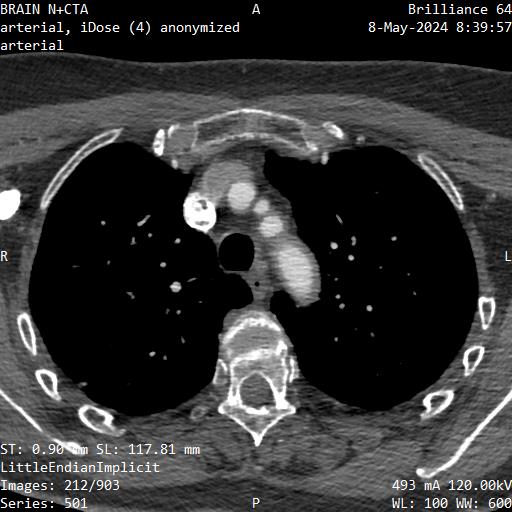 BRAIN N+CTA
A
Brilliance 64
arterial, iDose (4) anonymized
8-May-2024 8:39:57
arterial
R
L
ST: 0.90 mm SL: 117.81 mm
LittleEndianImplicit
Images: 212/903
493 mA 120.00kV
Series: 501
P
WL: 100 WW: 600